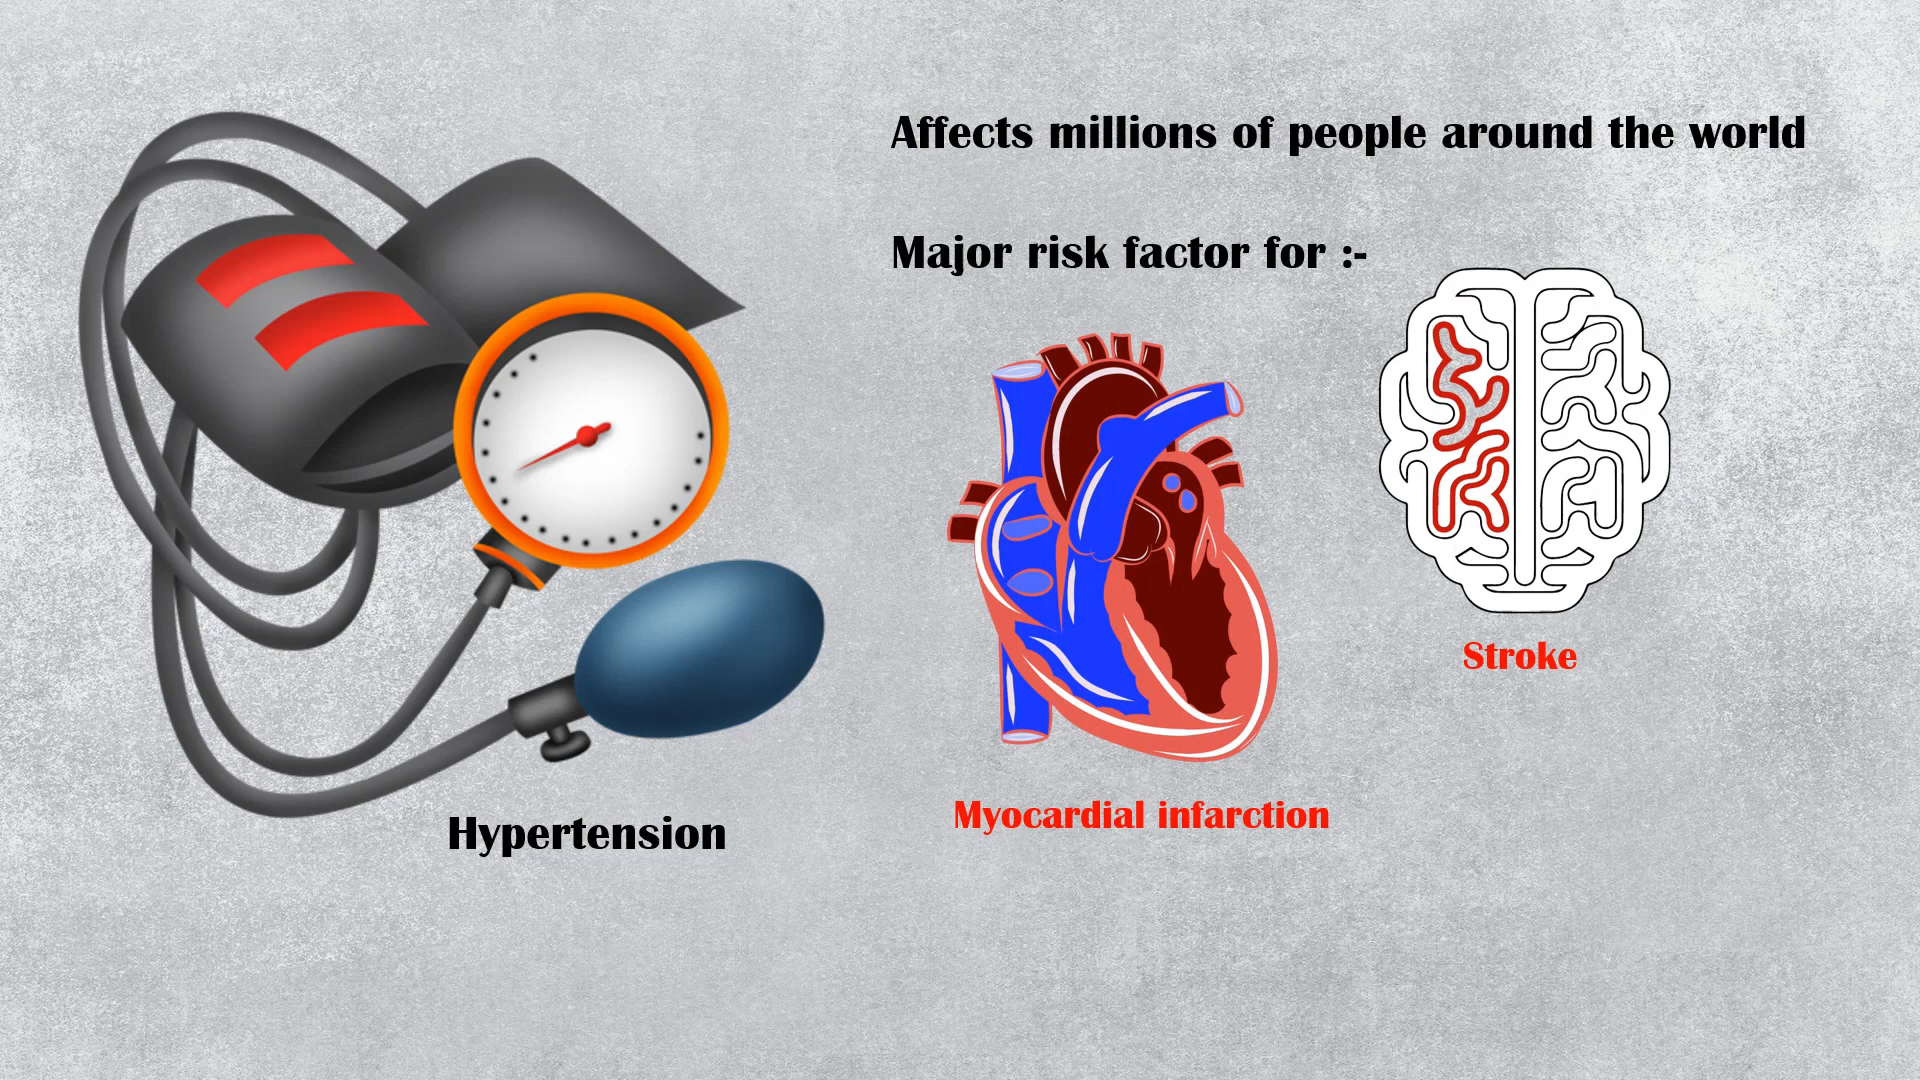 Affects millions of people around the world
Major risk factor for :-
Stroke
Myocardial infarction
Hypertension